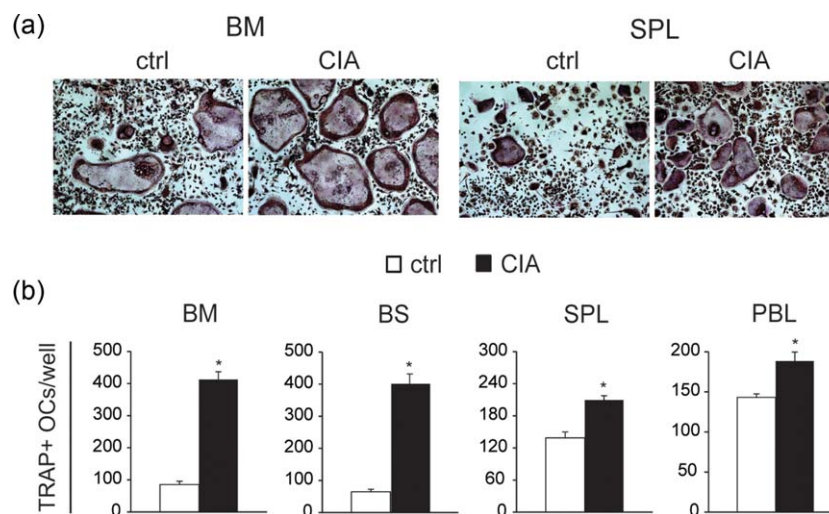 (a)
BM SPL
ctrl CIA ctrl CIA
ctrl CIA
(b)
BM BS SPL PBL
TRAP+ OCs/well
500 500 300 200
400 400 240 150
300 300 180 100
200 200 120 50
100 100 60 0
0 0 0
* * * *